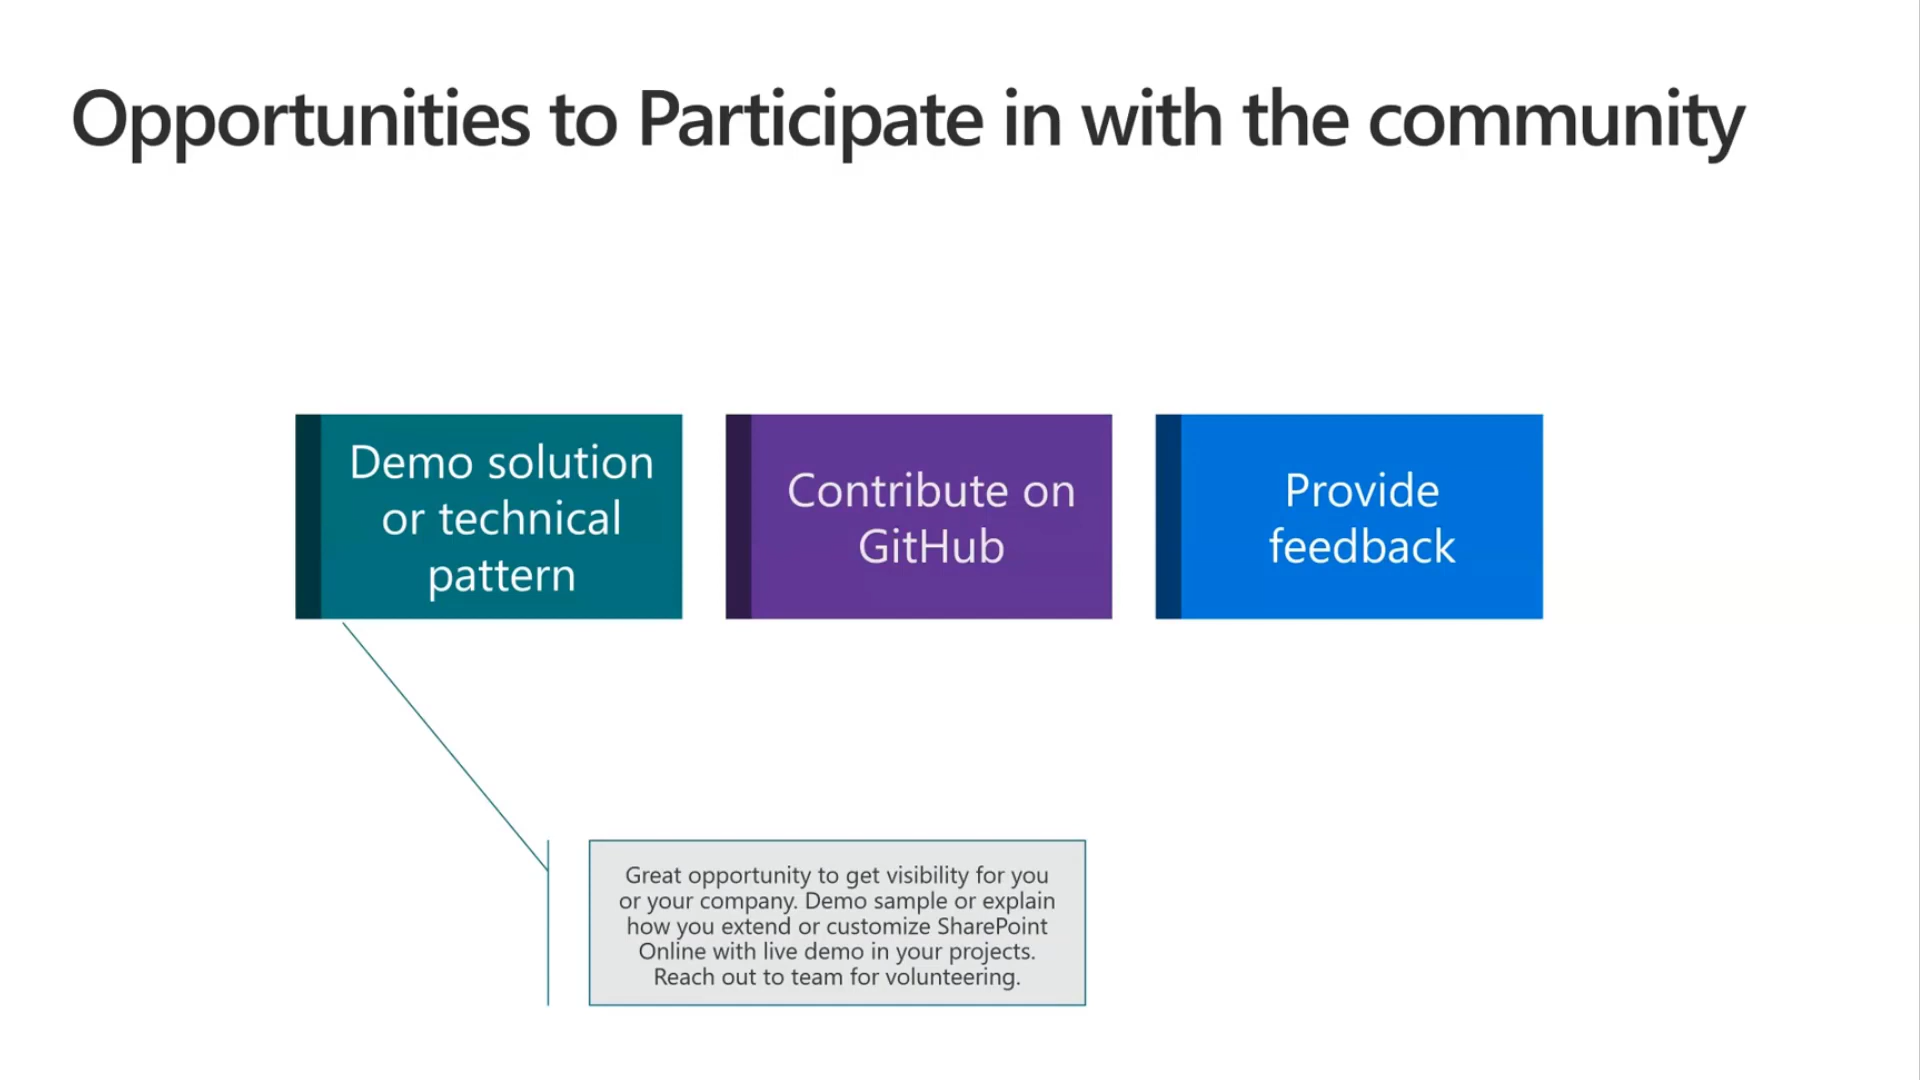 Opportunities to Participate in with the community
Demo solution
or technical
pattern
Contribute on
GitHub
Provide
feedback
Great opportunity to get visibility for you
or your company. Demo sample or explain
how you extend or customize SharePoint
Online with live demo in your projects.
Reach out to team for volunteering.